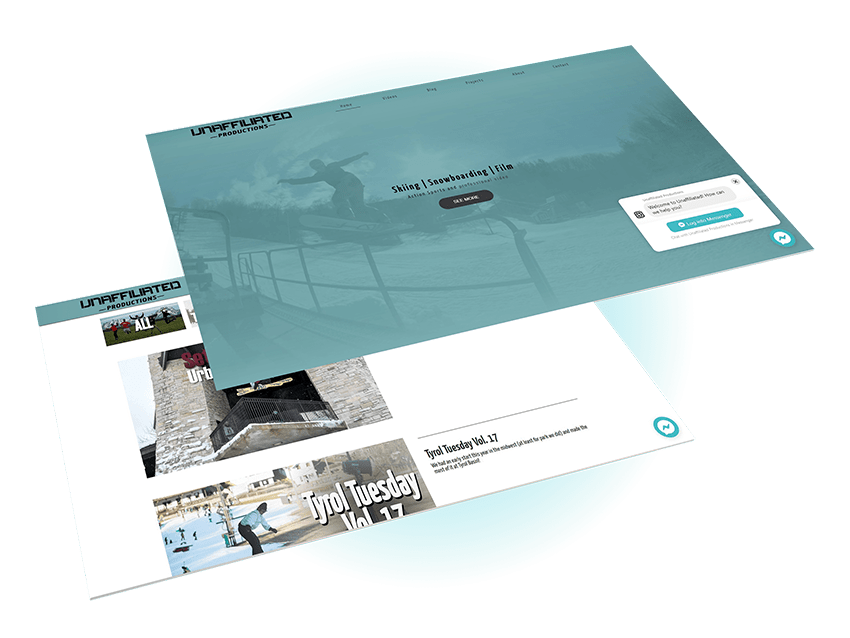 Home
Videos
Blog
Projects
About
Contact
UNAFFILIATED
PRODUCTIONS
Skiing | Snowboarding | Film
Action Sports and professional video
SEE MORE
Unaffiliated Productions
Welcome to Unaffiliated! How can
we help you?
Log into Messenger
Chat with Unaffiliated Productions in Messenger
UNAFFILIATED
PRODUCTIONS
ALL
Urb
Tyrol Tuesday Vol. 17
We had an early start this year in the midwest (at least for park we did) and made the
most of it at Tyrol Basin!
Tyrol Tuesday
Vol. 17